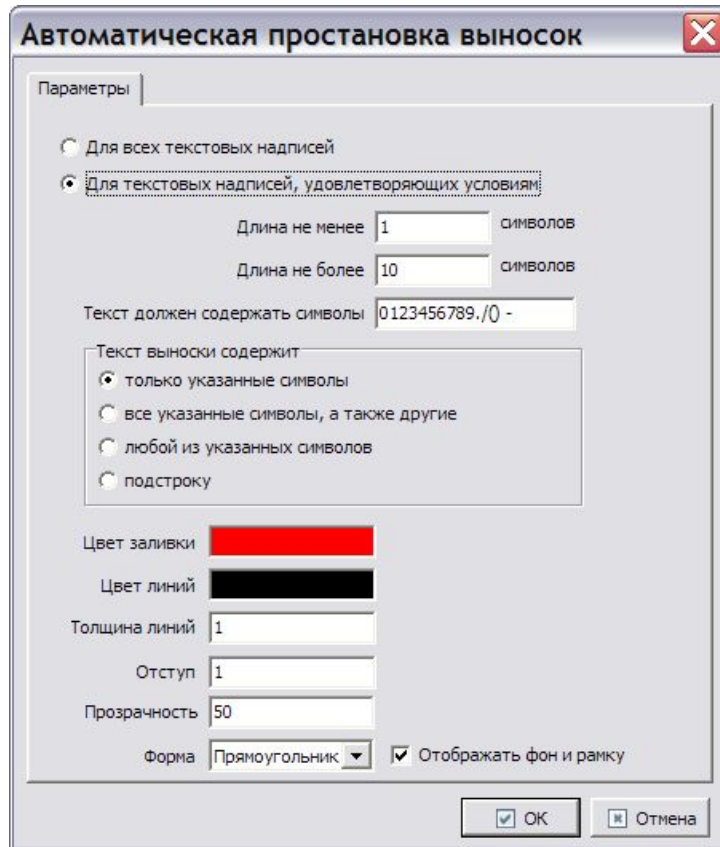 Автоматическая простановка выносок
Параметры
Для всех текстовых надписей
Для текстовых надписей, удовлетворяющих условиям
Длина не менее 1 символов
Длина не более 10 символов
Текст должен содержать символы 0123456789./() -
Текст выноски содержит
только указанные символы
все указанные символы, а также другие
любой из указанных символов
подстроку
Цвет заливки
Цвет линий
Толщина линий 1
Отступ 1
Прозрачность 50
Форма Прямоугольник Отображать фон и рамку
OK Отмена